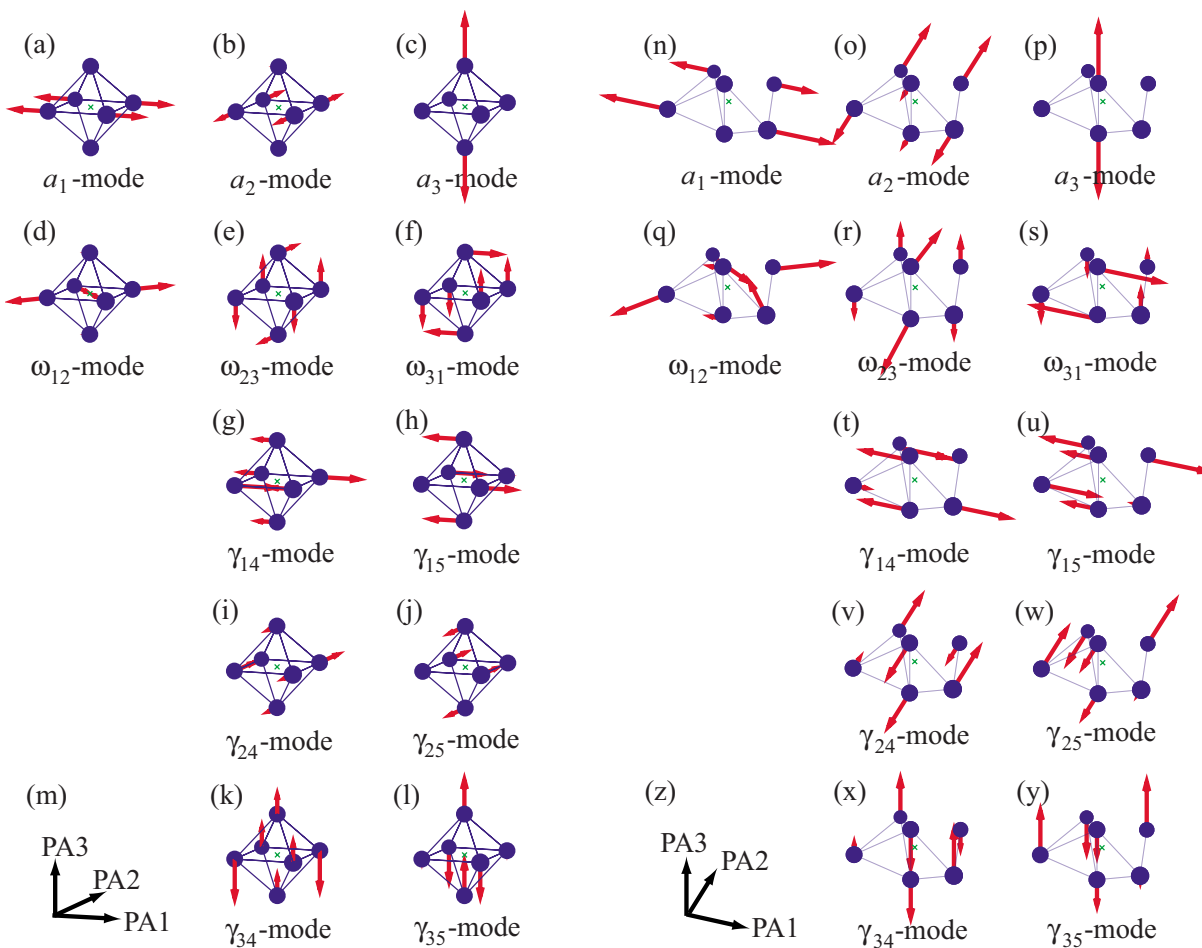 (a) (b) (c) (n) (o) (p)
a₁-mode a₂-mode a₃-mode a₁-mode a₂-mode a₃-mode
(d) (e) (f) (q) (r) (s)
ω₁₂-mode ω₂₃-mode ω₃₁-mode ω₁₂-mode ω₂₃-mode ω₃₁-mode
(g) (h) (t) (u)
γ₁₄-mode γ₁₅-mode γ₁₄-mode γ₁₅-mode
(i) (j) (v) (w)
γ₂₄-mode γ₂₅-mode γ₂₄-mode γ₂₅-mode
(m) (k) (l) (z) (x) (y)
PA3 PA3
PA2 PA2
PA1 PA1
γ₃₄-mode γ₃₅-mode γ₃₄-mode γ₃₅-mode